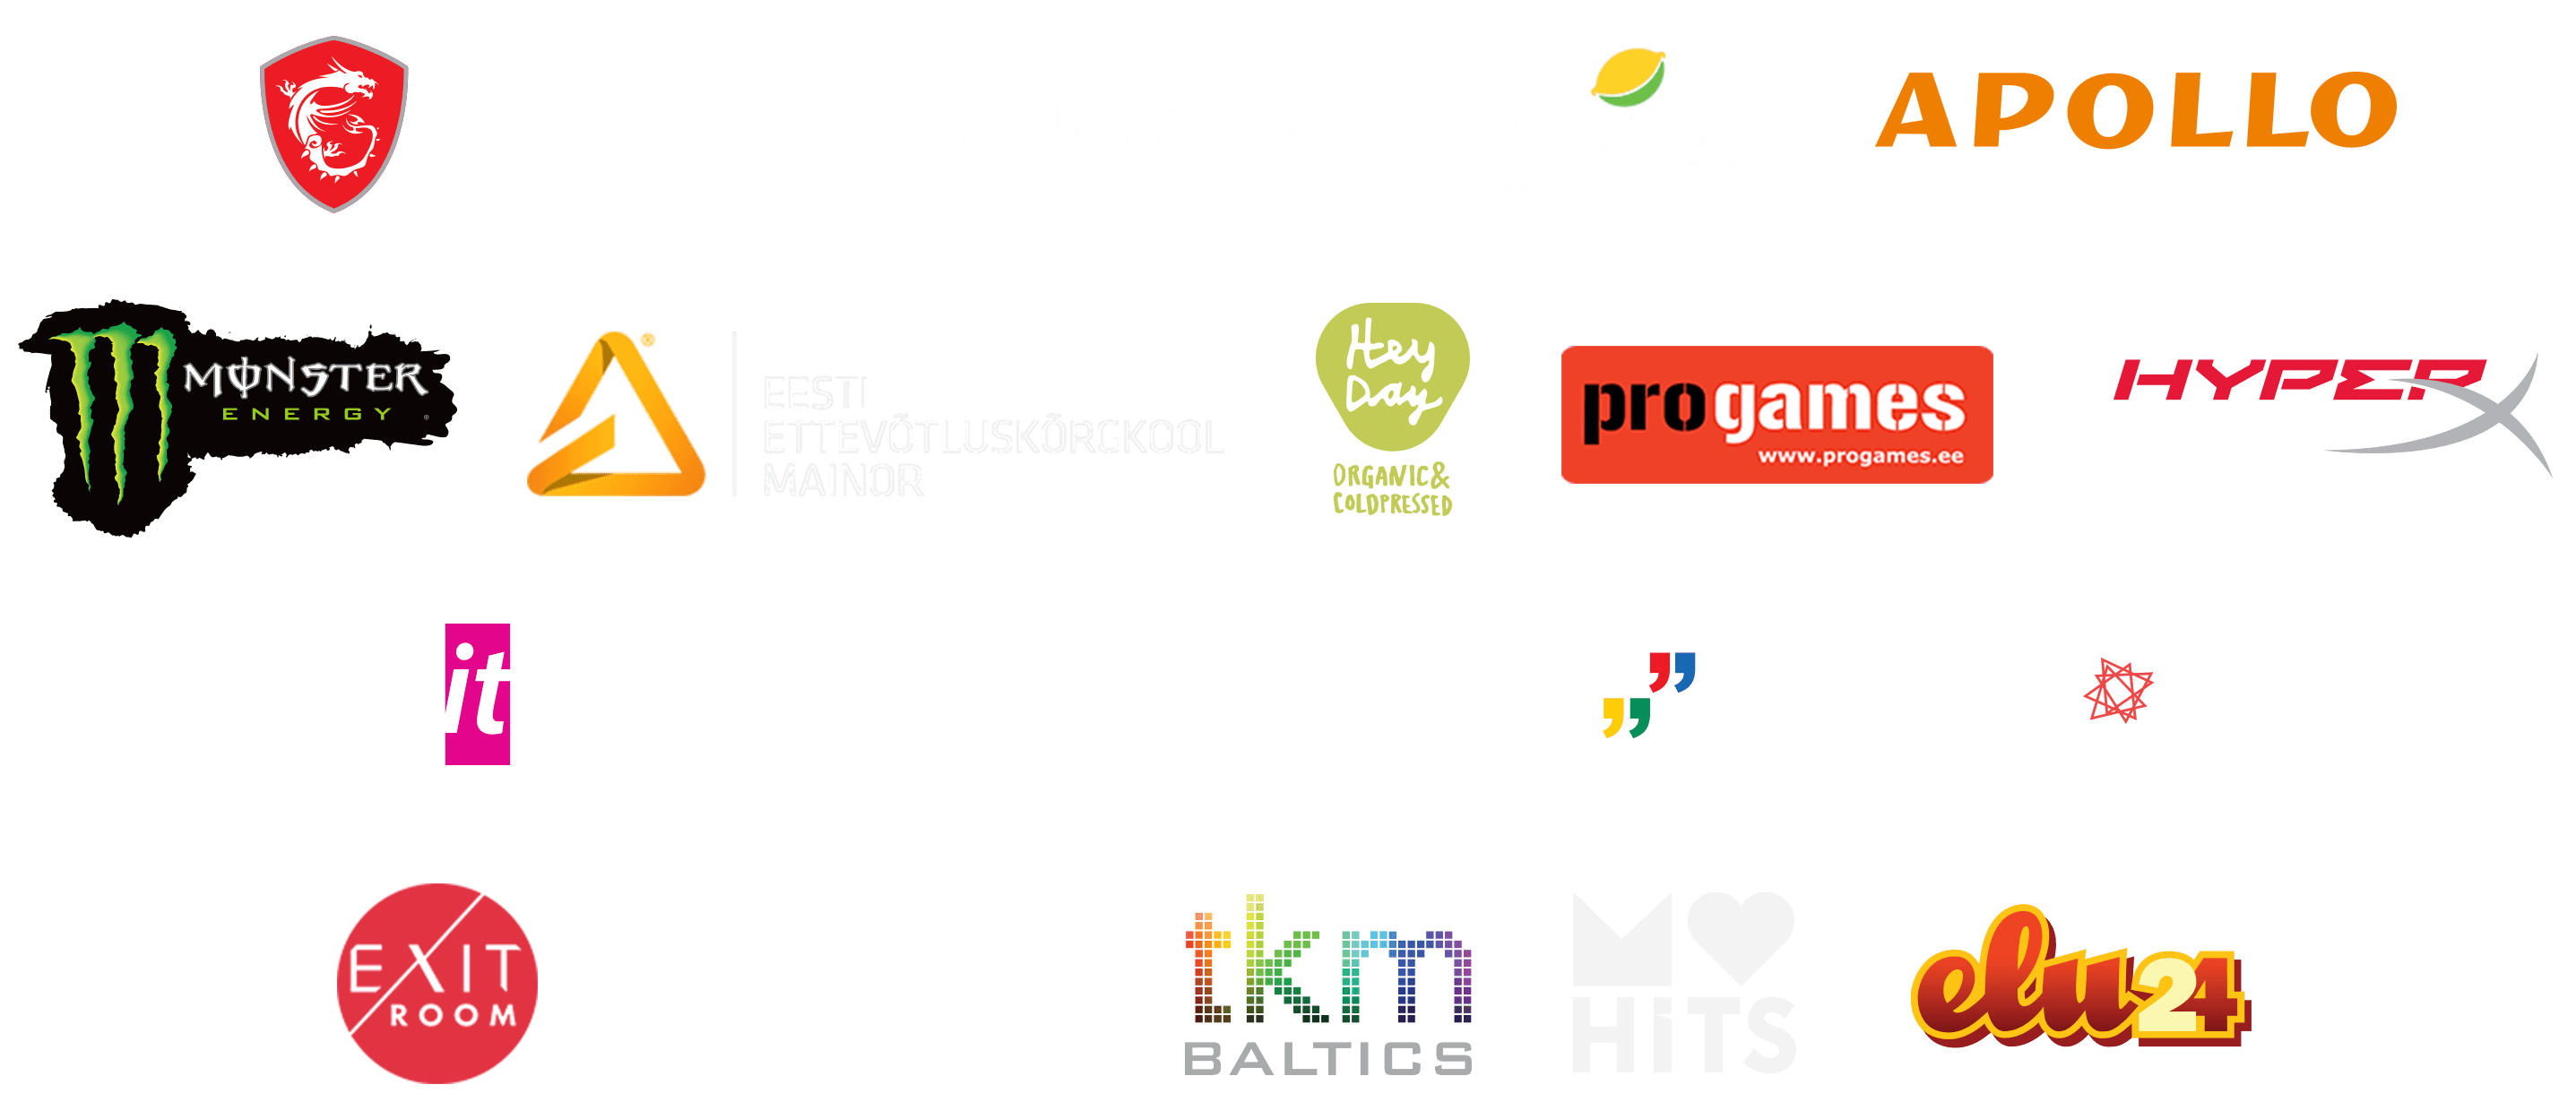 APOLLO
MONSTER
ENERGY
EESTI
ETTEVÕTLUSKÕRGKOOL
MAINOR
Hey
Day
ORGANIC&
COLDPRESSED
progames
www.progames.ee
HYPERX
it
EXIT
ROOM
tkm
BALTICS
M
HiTS
elu24